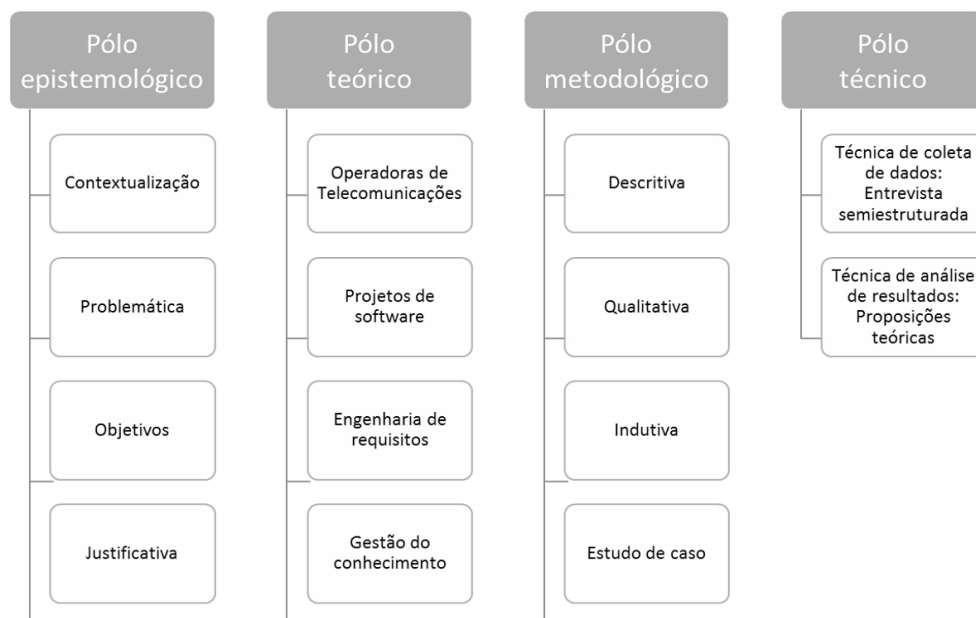 Pólo
epistemológico
Contextualização
Problemática
Objetivos
Justificativa
Pólo
teórico
Operadoras de
Telecomunicações
Projetos de
software
Engenharia de
requisitos
Gestão do
conhecimento
Pólo
metodológico
Descritiva
Qualitativa
Indutiva
Estudo de caso
Pólo
técnico
Técnica de coleta
de dados:
Entrevista
semiestruturada
Técnica de análise
de resultados:
Proposições
teóricas